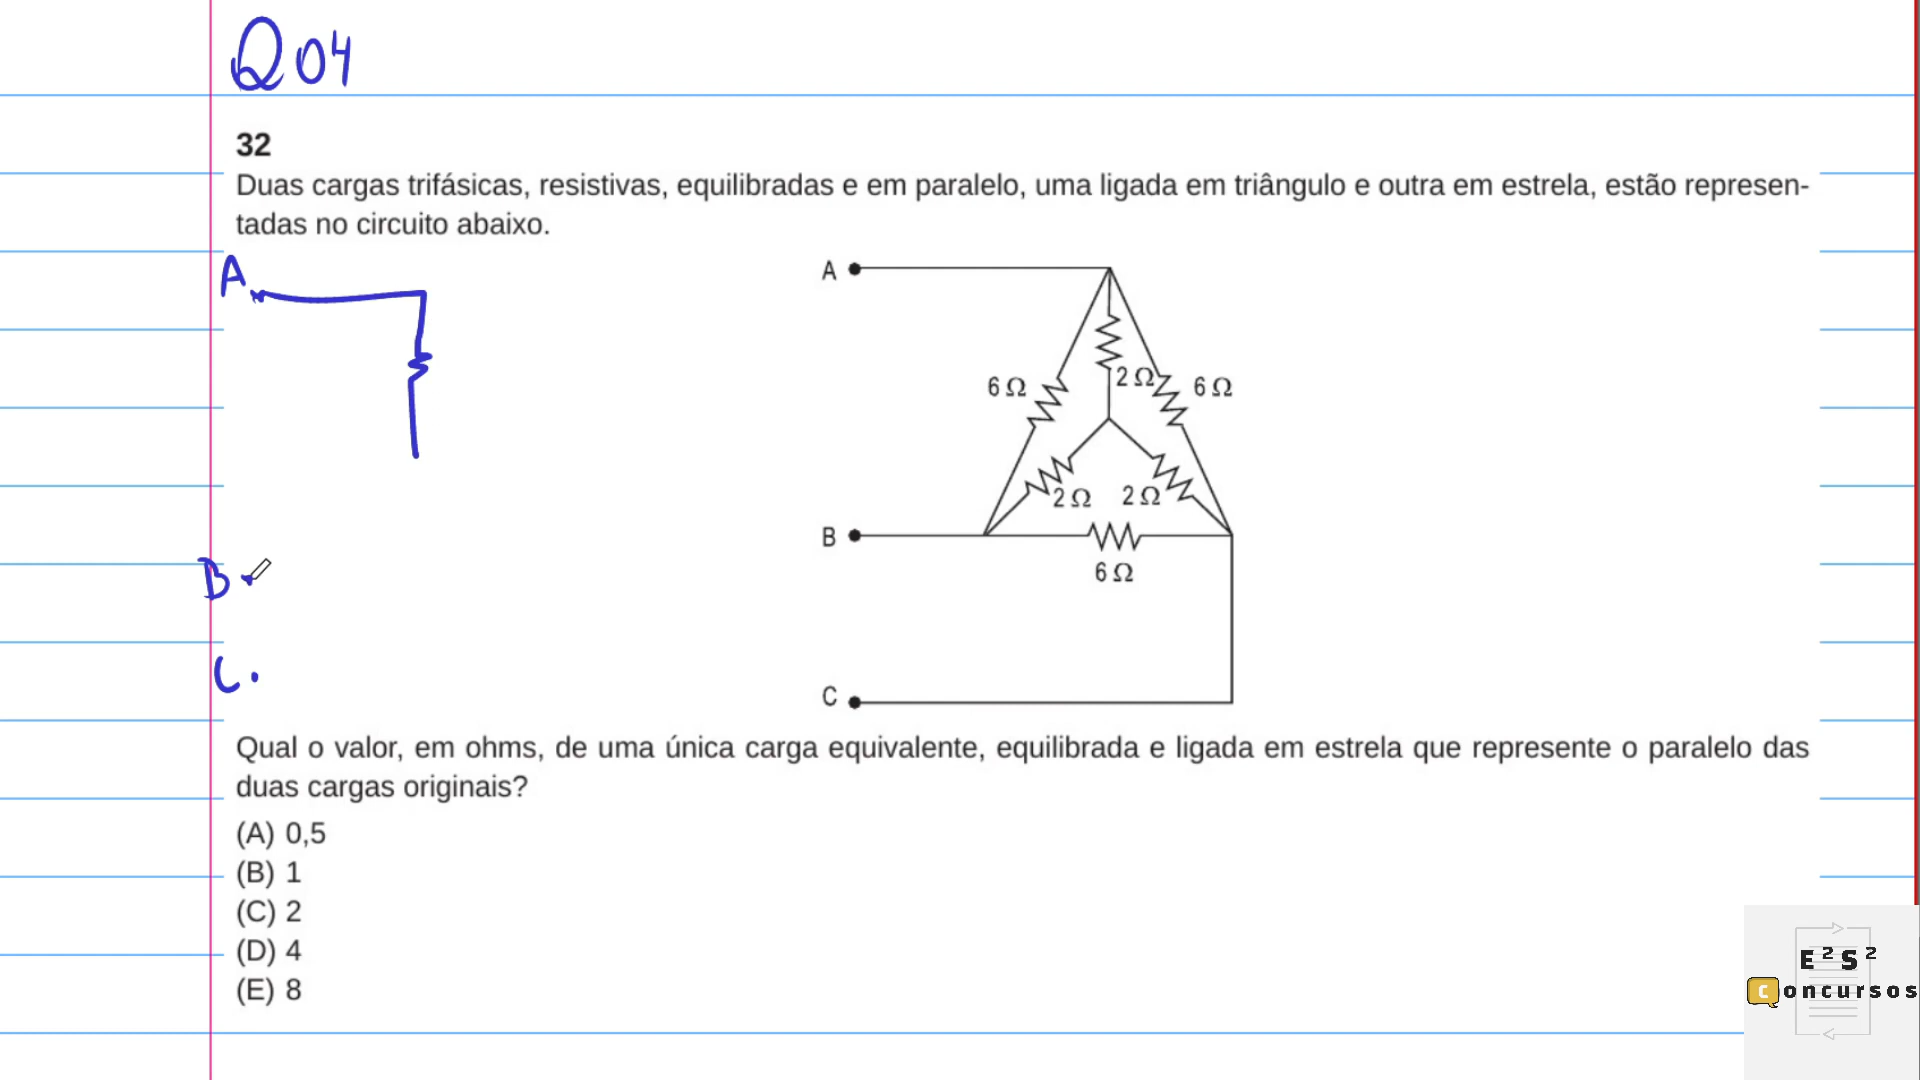 Q04
32
Duas cargas trifásicas, resistivas, equilibradas e em paralelo, uma ligada em triângulo e outra em estrela, estão represen-
tadas no circuito abaixo.
A
A
6 Ω
2 Ω
6 Ω
2 Ω
2 Ω
B
6 Ω
B
C
C
Qual o valor, em ohms, de uma única carga equivalente, equilibrada e ligada em estrela que represente o paralelo das
duas cargas originais?
(A) 0,5
(B) 1
(C) 2
(D) 4
(E) 8
E²S²
Concursos